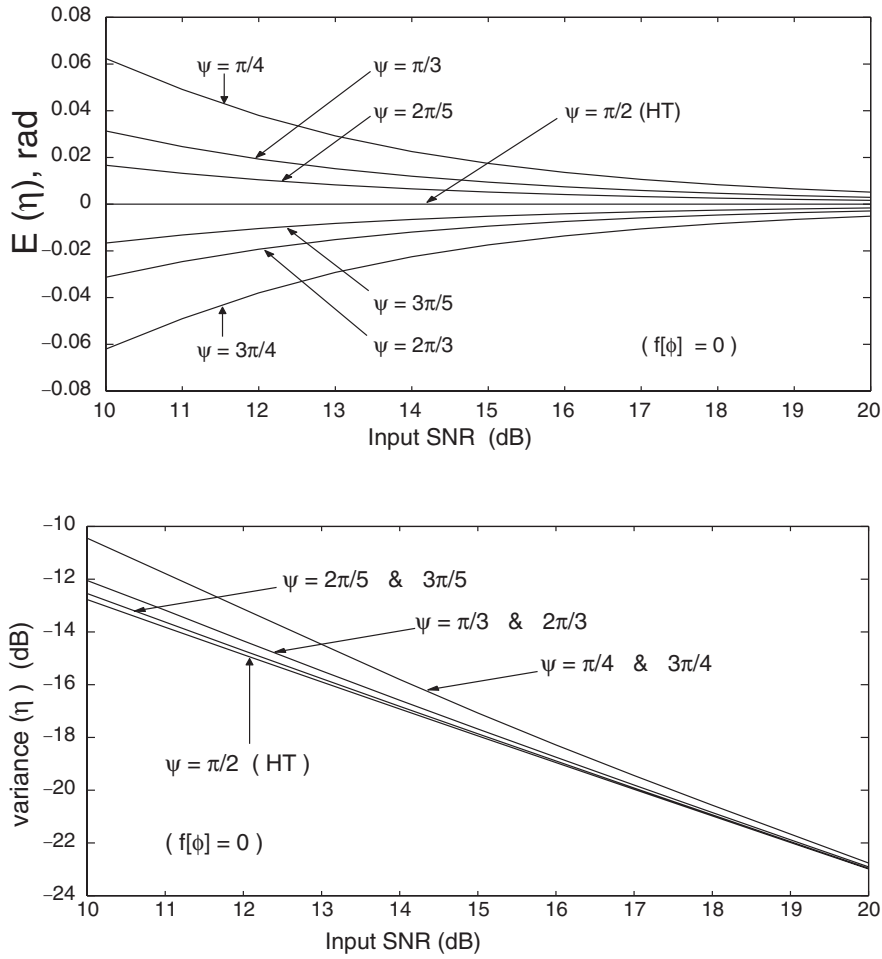 0.08
0.06
0.04
0.02
0
−0.02
−0.04
−0.06
−0.08
E (η), rad
ψ = π/4
ψ = π/3
ψ = 2π/5
ψ = π/2 (HT)
ψ = 3π/5
ψ = 2π/3
ψ = 3π/4
( f[ϕ] = 0 )
10 11 12 13 14 15 16 17 18 19 20
Input SNR (dB)
−10
−12
−14
−16
−18
−20
−22
−24
variance (η ) (dB)
ψ = 2π/5 & 3π/5
ψ = π/3 & 2π/3
ψ = π/4 & 3π/4
ψ = π/2 ( HT )
( f[ϕ] = 0 )
10 11 12 13 14 15 16 17 18 19 20
Input SNR (dB)